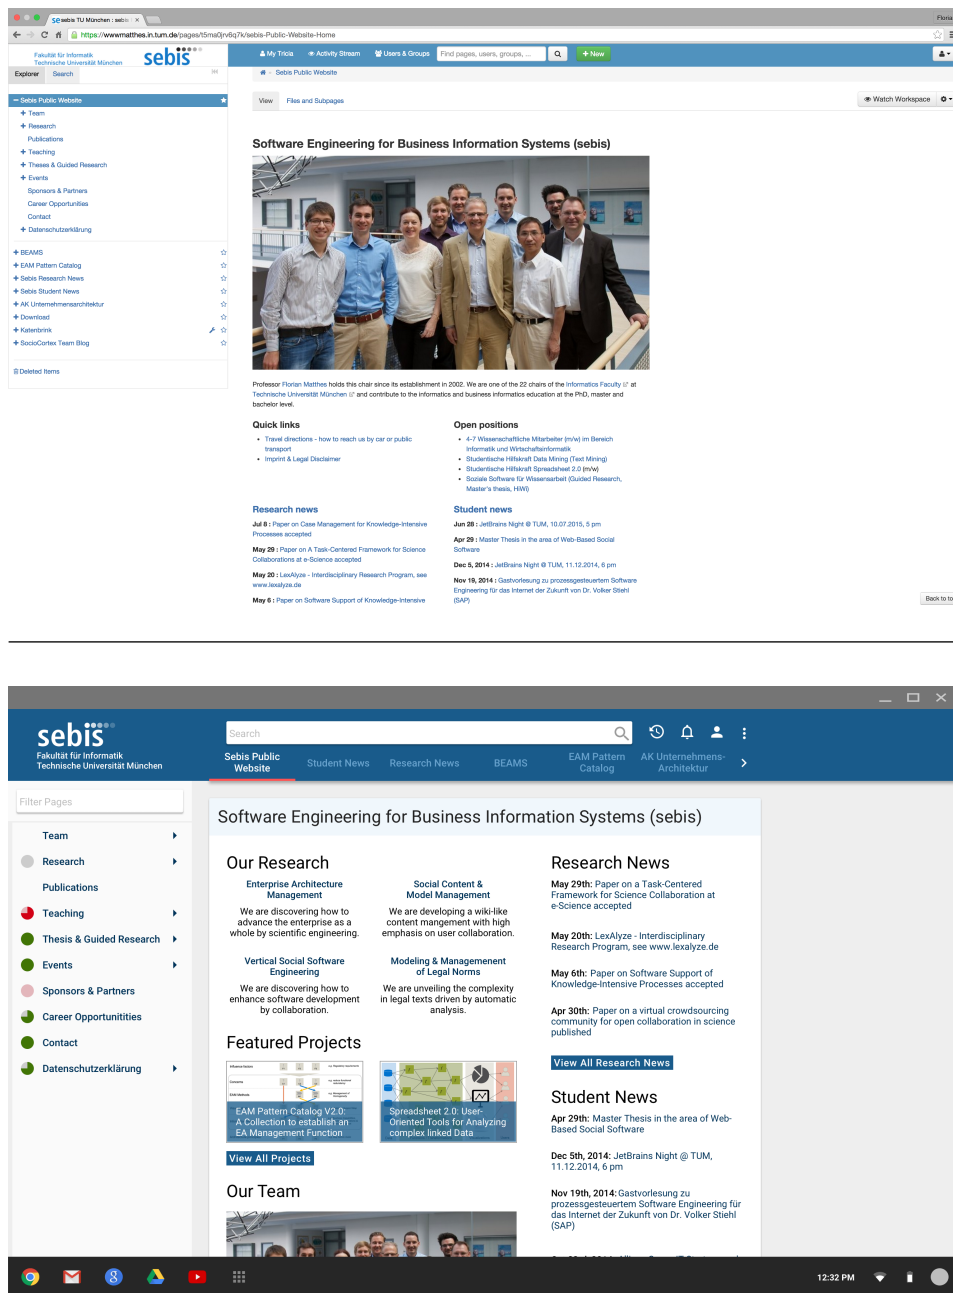 sebis TU München : sebis
Floria
https://wwwmatthes.in.tum.de/pages/t5ma0jrv6q7k/sebis-Public-Website-Home
Fakultät für Informatik
Technische Universität München
sebis
My Tricia
Activity Stream
Users & Groups
Find pages, users, groups, ...
New
Explorer
Search
Sebis Public Website
View
Files and Subpages
Watch Workspace
Sebis Public Website
Team
Research
Publications
Teaching
Theses & Guided Research
Events
Sponsors & Partners
Career Opportunities
Contact
Datenschutzerklärung
BEAMS
EAM Pattern Catalog
Sebis Research News
Sebis Student News
AK Unternehmensarchitektur
Download
Katenbrink
SocioCortex Team Blog
Deleted Items
Software Engineering for Business Information Systems (sebis)
Professor Florian Matthes holds this chair since its establishment in 2002. We are one of the 22 chairs of the Informatics Faculty at
Technische Universität München and contribute to the informatics and business informatics education at the PhD, master and
bachelor level.
Quick links
Travel directions - how to reach us by car or public
transport
Imprint & Legal Disclaimer
Open positions
4-7 Wissenschaftliche Mitarbeiter (m/w) im Bereich
Informatik und Wirtschaftsinformatik
Studentische Hilfskraft Data Mining (Text Mining)
Studentische Hilfskraft Spreadsheet 2.0 (m/w)
Soziale Software für Wissensarbeit (Guided Research,
Master's thesis, HiWi)
Research news
Jul 8 : Paper on Case Management for Knowledge-Intensive
Processes accepted
May 29 : Paper on A Task-Centered Framework for Science
Collaborations at e-Science accepted
May 20 : LexAlyze - Interdisciplinary Research Program, see
www.lexalyze.de
May 6 : Paper on Software Support of Knowledge-Intensive
Student news
Jun 28 : JetBrains Night @ TUM, 10.07.2015, 5 pm
Apr 29 : Master Thesis in the area of Web-Based Social
Software
Dec 5, 2014 : JetBrains Night @ TUM, 11.12.2014, 6 pm
Nov 19, 2014 : Gastvorlesung zu prozessgesteuertem Software
Engineering für das Internet der Zukunft von Dr. Volker Stiehl
(SAP)
Back to to
sebis
Fakultät für Informatik
Technische Universität München
Search
Sebis Public
Website
Student News
Research News
BEAMS
EAM Pattern
Catalog
AK Unternehmens-
Architektur
Filter Pages
Team
Research
Publications
Teaching
Thesis & Guided Research
Events
Sponsors & Partners
Career Opportunitities
Contact
Datenschutzerklärung
Software Engineering for Business Information Systems (sebis)
Our Research
Enterprise Architecture
Management
We are discovering how to
advance the enterprise as a
whole by scientific engineering.
Social Content &
Model Management
We are developing a wiki-like
content mangement with high
emphasis on user collaboration.
Vertical Social Software
Engineering
We are discovering how to
enhance software development
by collaboration.
Modeling & Managemenent
of Legal Norms
We are unveiling the complexity
in legal texts driven by automatic
analysis.
Featured Projects
Influence factors
Concerns
EAM Methods
EAM Pattern Catalog V2.0:
A Collection to establish an
EA Management Function
Spreadsheet 2.0: User-
Oriented Tools for Analyzing
complex linked Data
View All Projects
Our Team
Research News
May 29th: Paper on a Task-Centered
Framework for Science Collaboration at
e-Science accepted
May 20th: LexAlyze - Interdisciplinary
Research Program, see www.lexalyze.de
May 6th: Paper on Software Support of
Knowledge-Intensive Processes accepted
Apr 30th: Paper on a virtual crowdsourcing
community for open collaboration in science
published
View All Research News
Student News
Apr 29th: Master Thesis in the area of Web-
Based Social Software
Dec 5th, 2014: JetBrains Night @ TUM,
11.12.2014, 6 pm
Nov 19th, 2014: Gastvorlesung zu
prozessgesteuertem Software Engineering für
das Internet der Zukunft von Dr. Volker Stiehl
(SAP)
12:32 PM